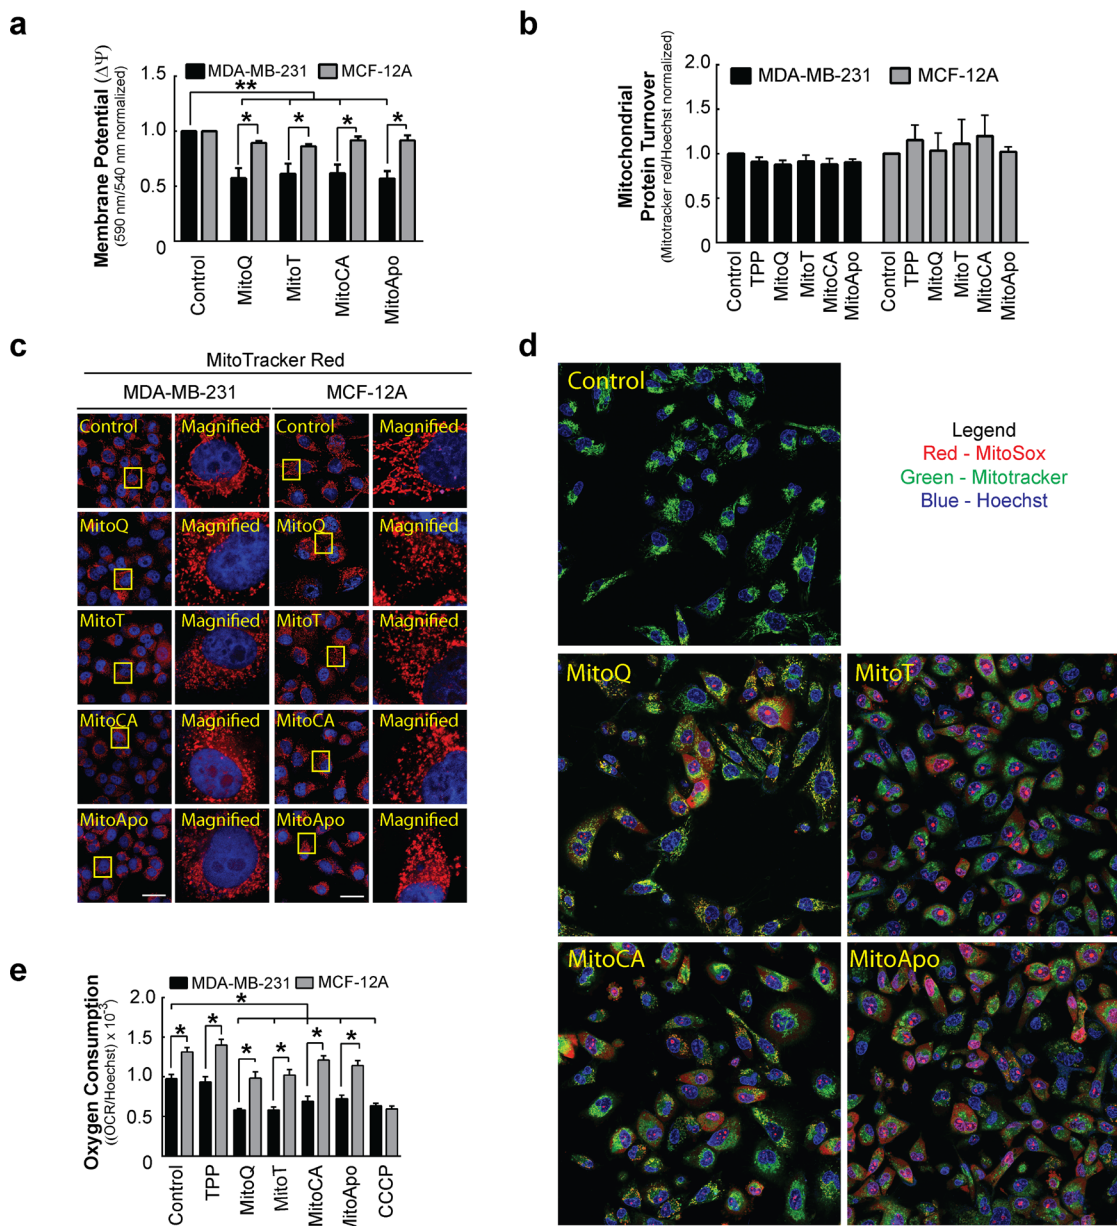 a
Membrane Potential (ΔΨ)
(590 nm/540 nm normalized)
MDA-MB-231 MCF-12A
1.5
1.0
0.5
0
**
* * * *
Control
MitoQ
MitoT
MitoCA
MitoApo
b
Mitochondrial
Protein Turnover
(Mitotracker red/Hoechst normalized)
MDA-MB-231 MCF-12A
2.0
1.5
1.0
0.5
0
Control
TPP
MitoQ
MitoT
MitoCA
MitoApo
Control
TPP
MitoQ
MitoT
MitoCA
MitoApo
c
MitoTracker Red
MDA-MB-231 MCF-12A
Control Magnified Control Magnified
MitoQ Magnified MitoQ Magnified
MitoT Magnified MitoT Magnified
MitoCA Magnified MitoCA Magnified
MitoApo Magnified MitoApo Magnified
d
Control
Legend
Red - MitoSox
Green - Mitotracker
Blue - Hoechst
MitoQ MitoT
MitoCA MitoApo
e
Oxygen Consumption
((OCR/Hoechst) x 10-3)
MDA-MB-231 MCF-12A
2.0
1.5
1.0
0.5
0
*
* * * * * *
Control
TPP
MitoQ
MitoT
MitoCA
MitoApo
CCCP